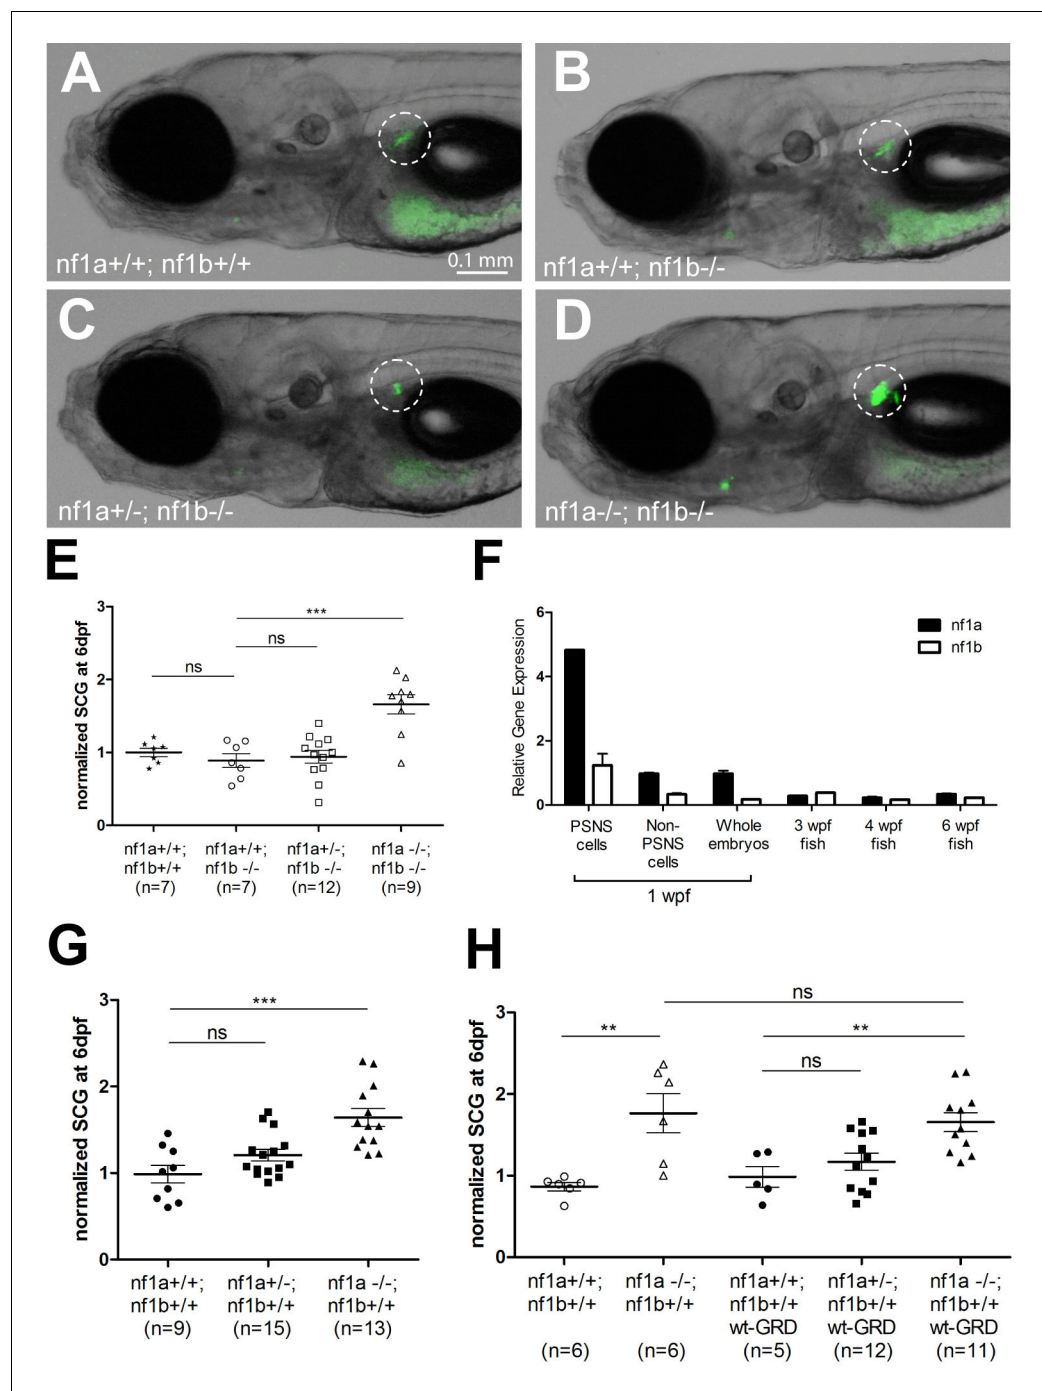 A
nf1a+/+; nf1b+/+
0.1 mm
B
nf1a+/+; nf1b-/-
C
nf1a+/-; nf1b-/-
D
nf1a-/-; nf1b-/-
E
normalized SCG at 6dpf
3
2
1
0
***
ns
ns
nf1a+/+; nf1a+/+; nf1a+/-; nf1a -/-;
nf1b+/+ nf1b -/- nf1b -/- nf1b -/-
(n=7) (n=7) (n=12) (n=9)
F
Relative Gene Expression
6
4
2
0
nf1a
nf1b
PSNS Non- Whole 3 wpf 4 wpf 6 wpf
cells PSNS embryos fish fish fish
cells
1 wpf
G
normalized SCG at 6dpf
3
2
1
0
***
ns
nf1a+/+; nf1a+/-; nf1a -/-;
nf1b+/+ nf1b+/+ nf1b+/+
(n=9) (n=15) (n=13)
H
normalized SCG at 6dpf
3
2
1
0
ns
** **
ns
nf1a+/+; nf1a -/-; nf1a+/+; nf1a+/-; nf1a -/-;
nf1b+/+ nf1b+/+ nf1b+/+ nf1b+/+ nf1b+/+
wt-GRD wt-GRD wt-GRD
(n=6) (n=6) (n=5) (n=12) (n=11)